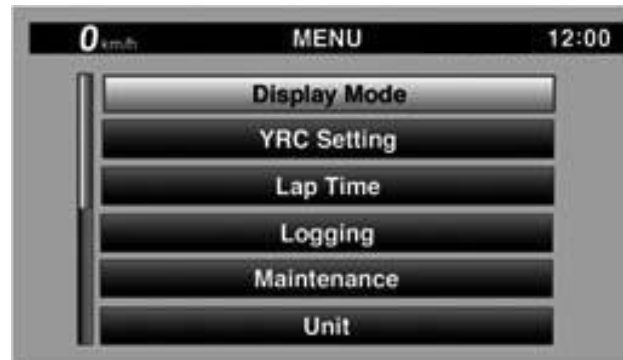 0 km/h MENU 12:00
Display Mode
YRC Setting
Lap Time
Logging
Maintenance
Unit